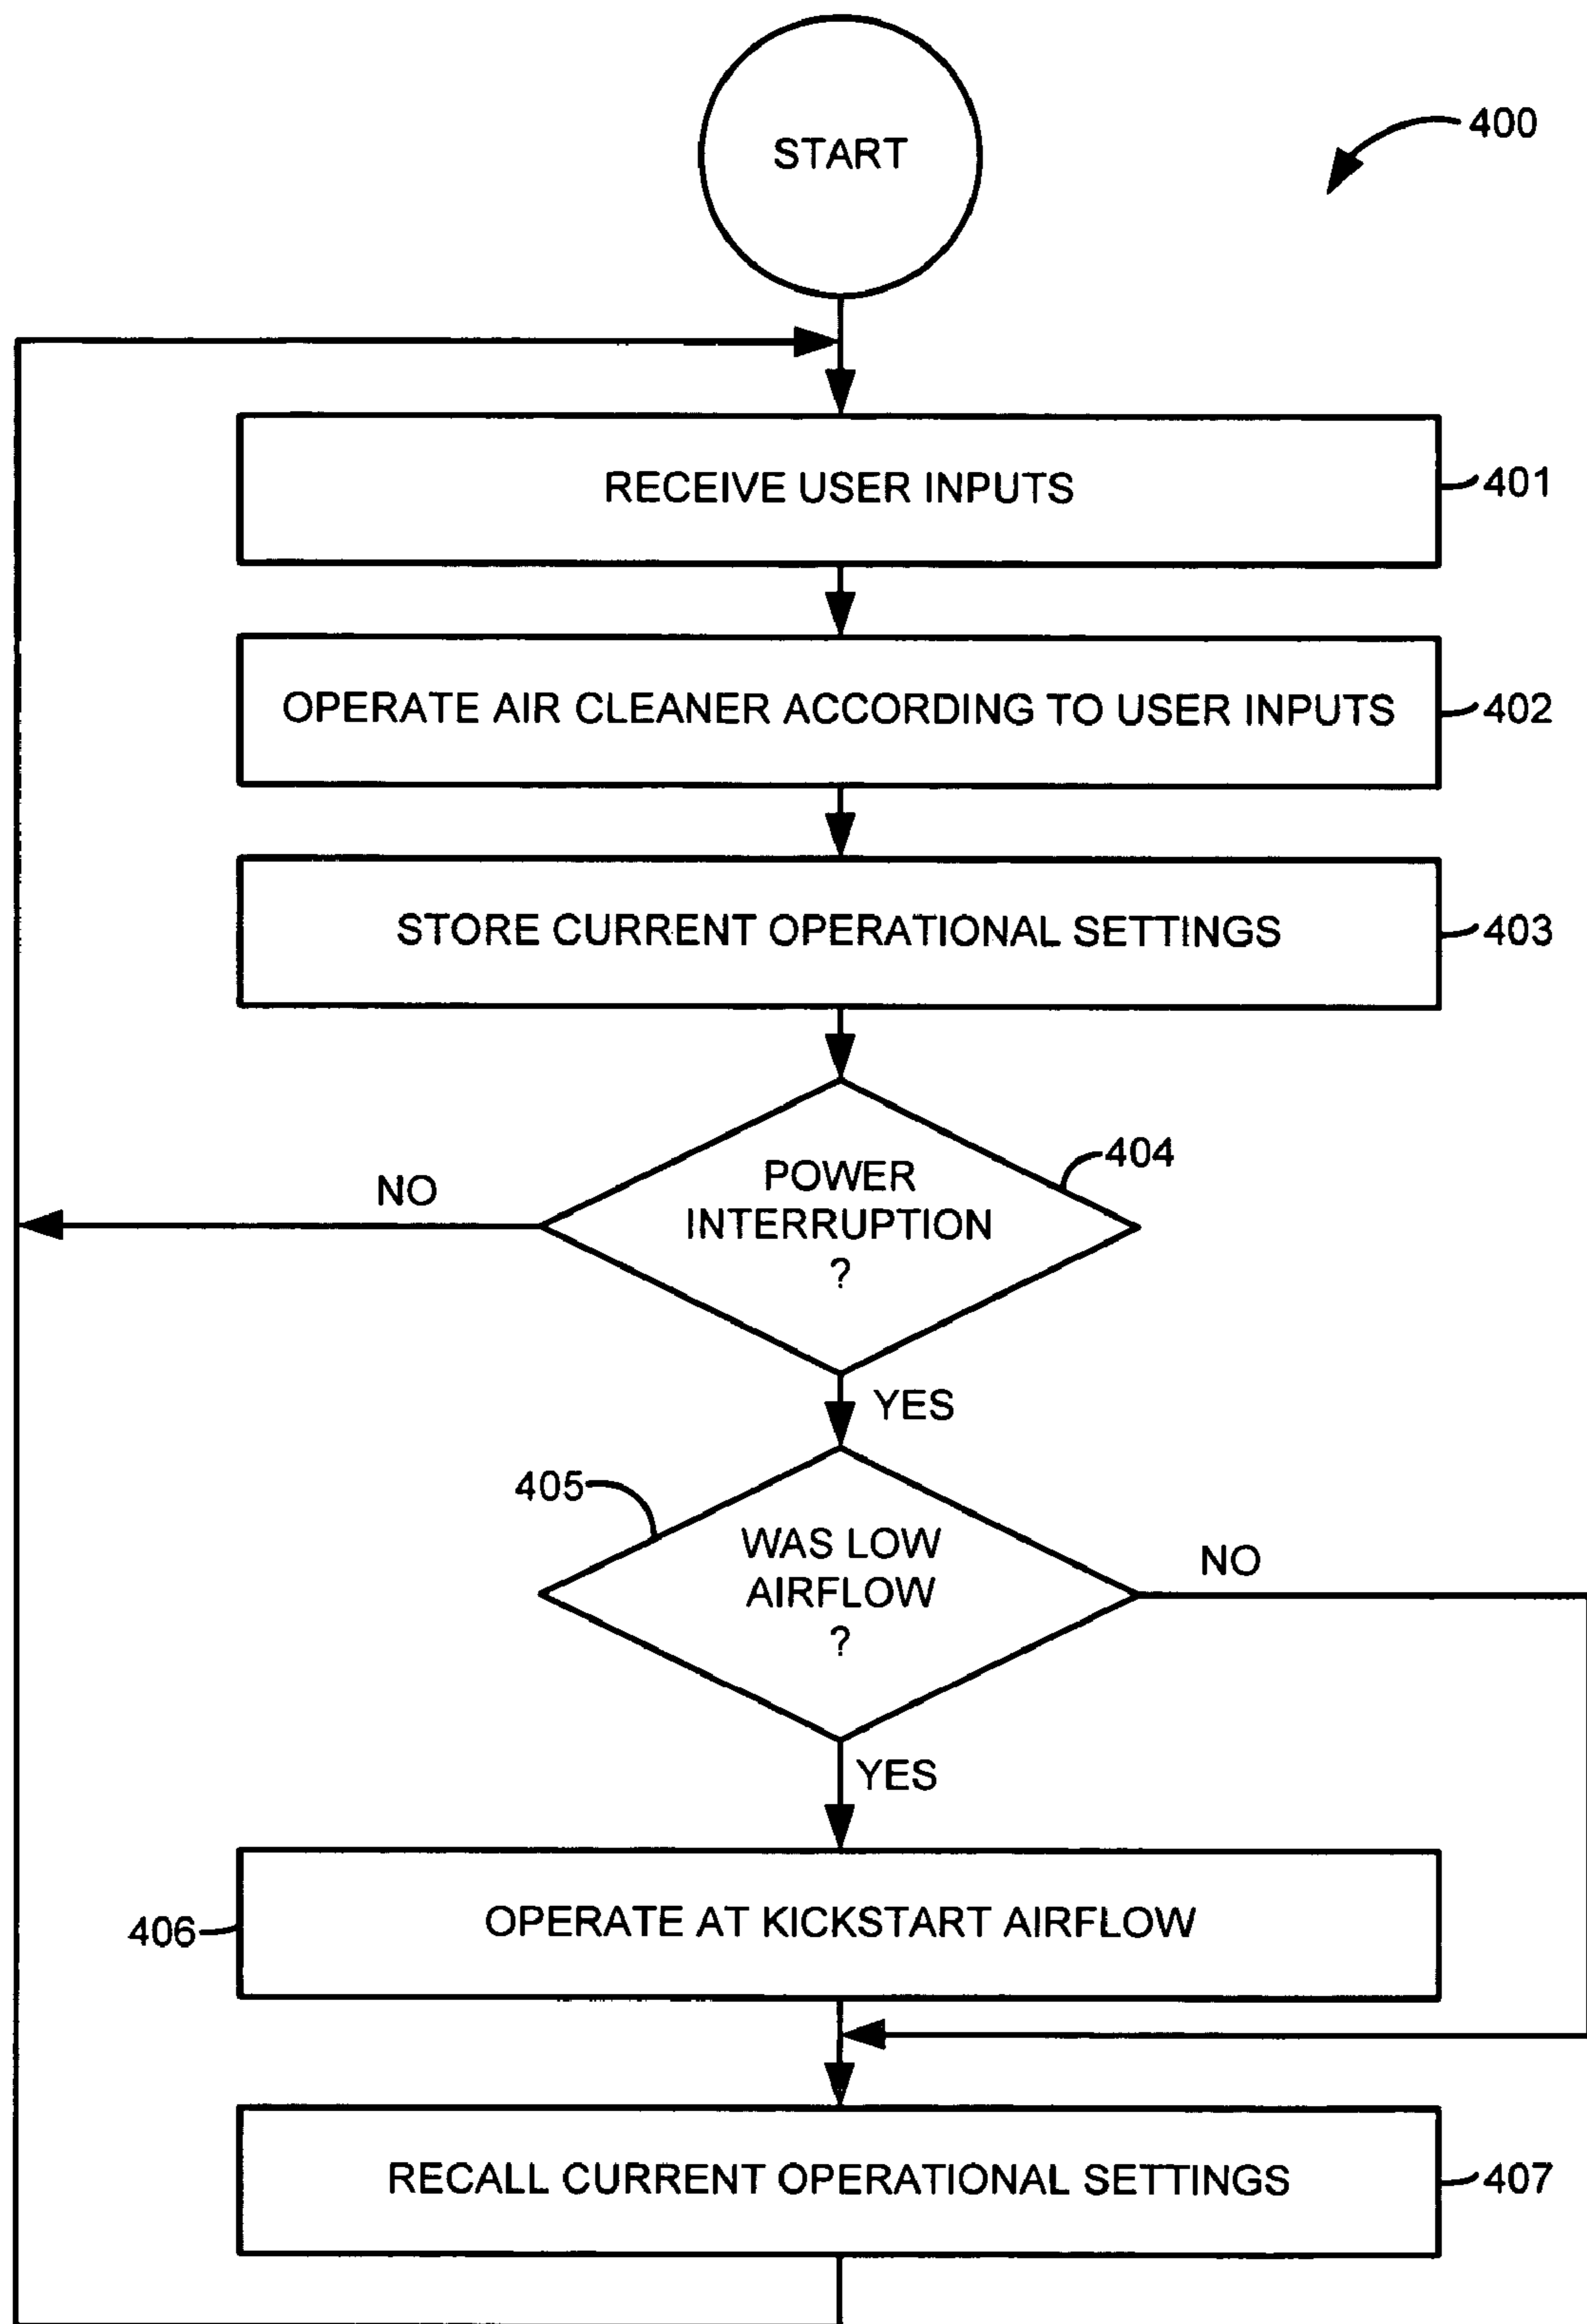 START
400
RECEIVE USER INPUTS
401
OPERATE AIR CLEANER ACCORDING TO USER INPUTS
402
STORE CURRENT OPERATIONAL SETTINGS
403
404
POWER
INTERRUPTION
?
NO
YES
405
WAS LOW
AIRFLOW
?
NO
YES
406
OPERATE AT KICKSTART AIRFLOW
RECALL CURRENT OPERATIONAL SETTINGS
407